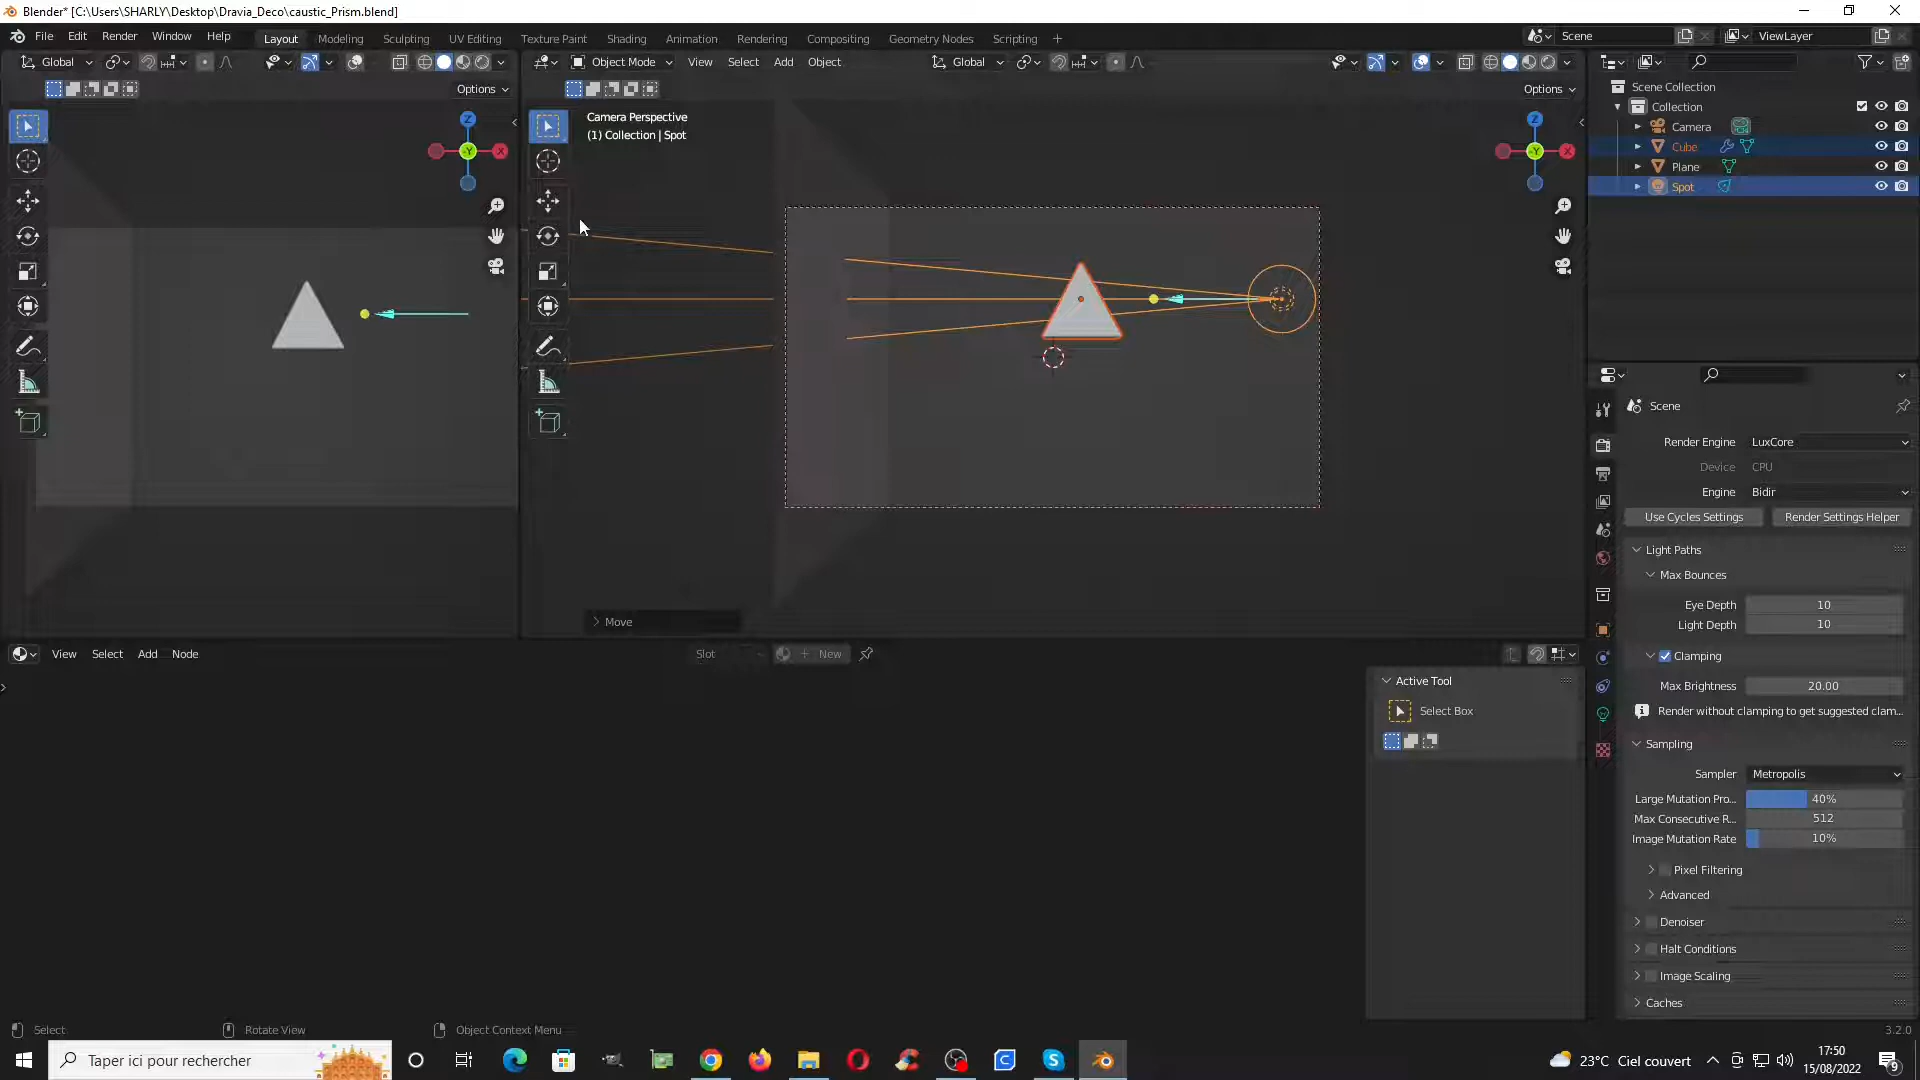 Blender* [C:\Users\SHARLY\Desktop\Dravia_Deco\caustic_Prism.blend]
File Edit Render Window Help Layout Modeling Sculpting UV Editing Texture Paint Shading Animation Rendering Compositing Geometry Nodes Scripting + Scene ViewLayer
Global Object Mode View Select Add Object Global
Options Options
Camera Perspective
(1) Collection | Spot
Z X -Y
Z X -Y
Move
Scene Collection
Collection
Camera
Cube
Plane
Spot
Scene
Render Engine LuxCore
Device CPU
Engine Bidir
Use Cycles Settings Render Settings Helper
Light Paths
Max Bounces
Eye Depth 10
Light Depth 10
Clamping
Max Brightness 20.00
Render without clamping to get suggested clam...
Sampling
Sampler Metropolis
Large Mutation Pro... 40%
Max Consecutive R... 512
Image Mutation Rate 10%
Pixel Filtering
Advanced
Denoiser
Halt Conditions
Image Scaling
Caches
View Select Add Node Slot New
Active Tool
Select Box
Select Rotate View Object Context Menu 3.2.0
Taper ici pour rechercher
23°C Ciel couvert
17:50
15/08/2022
9